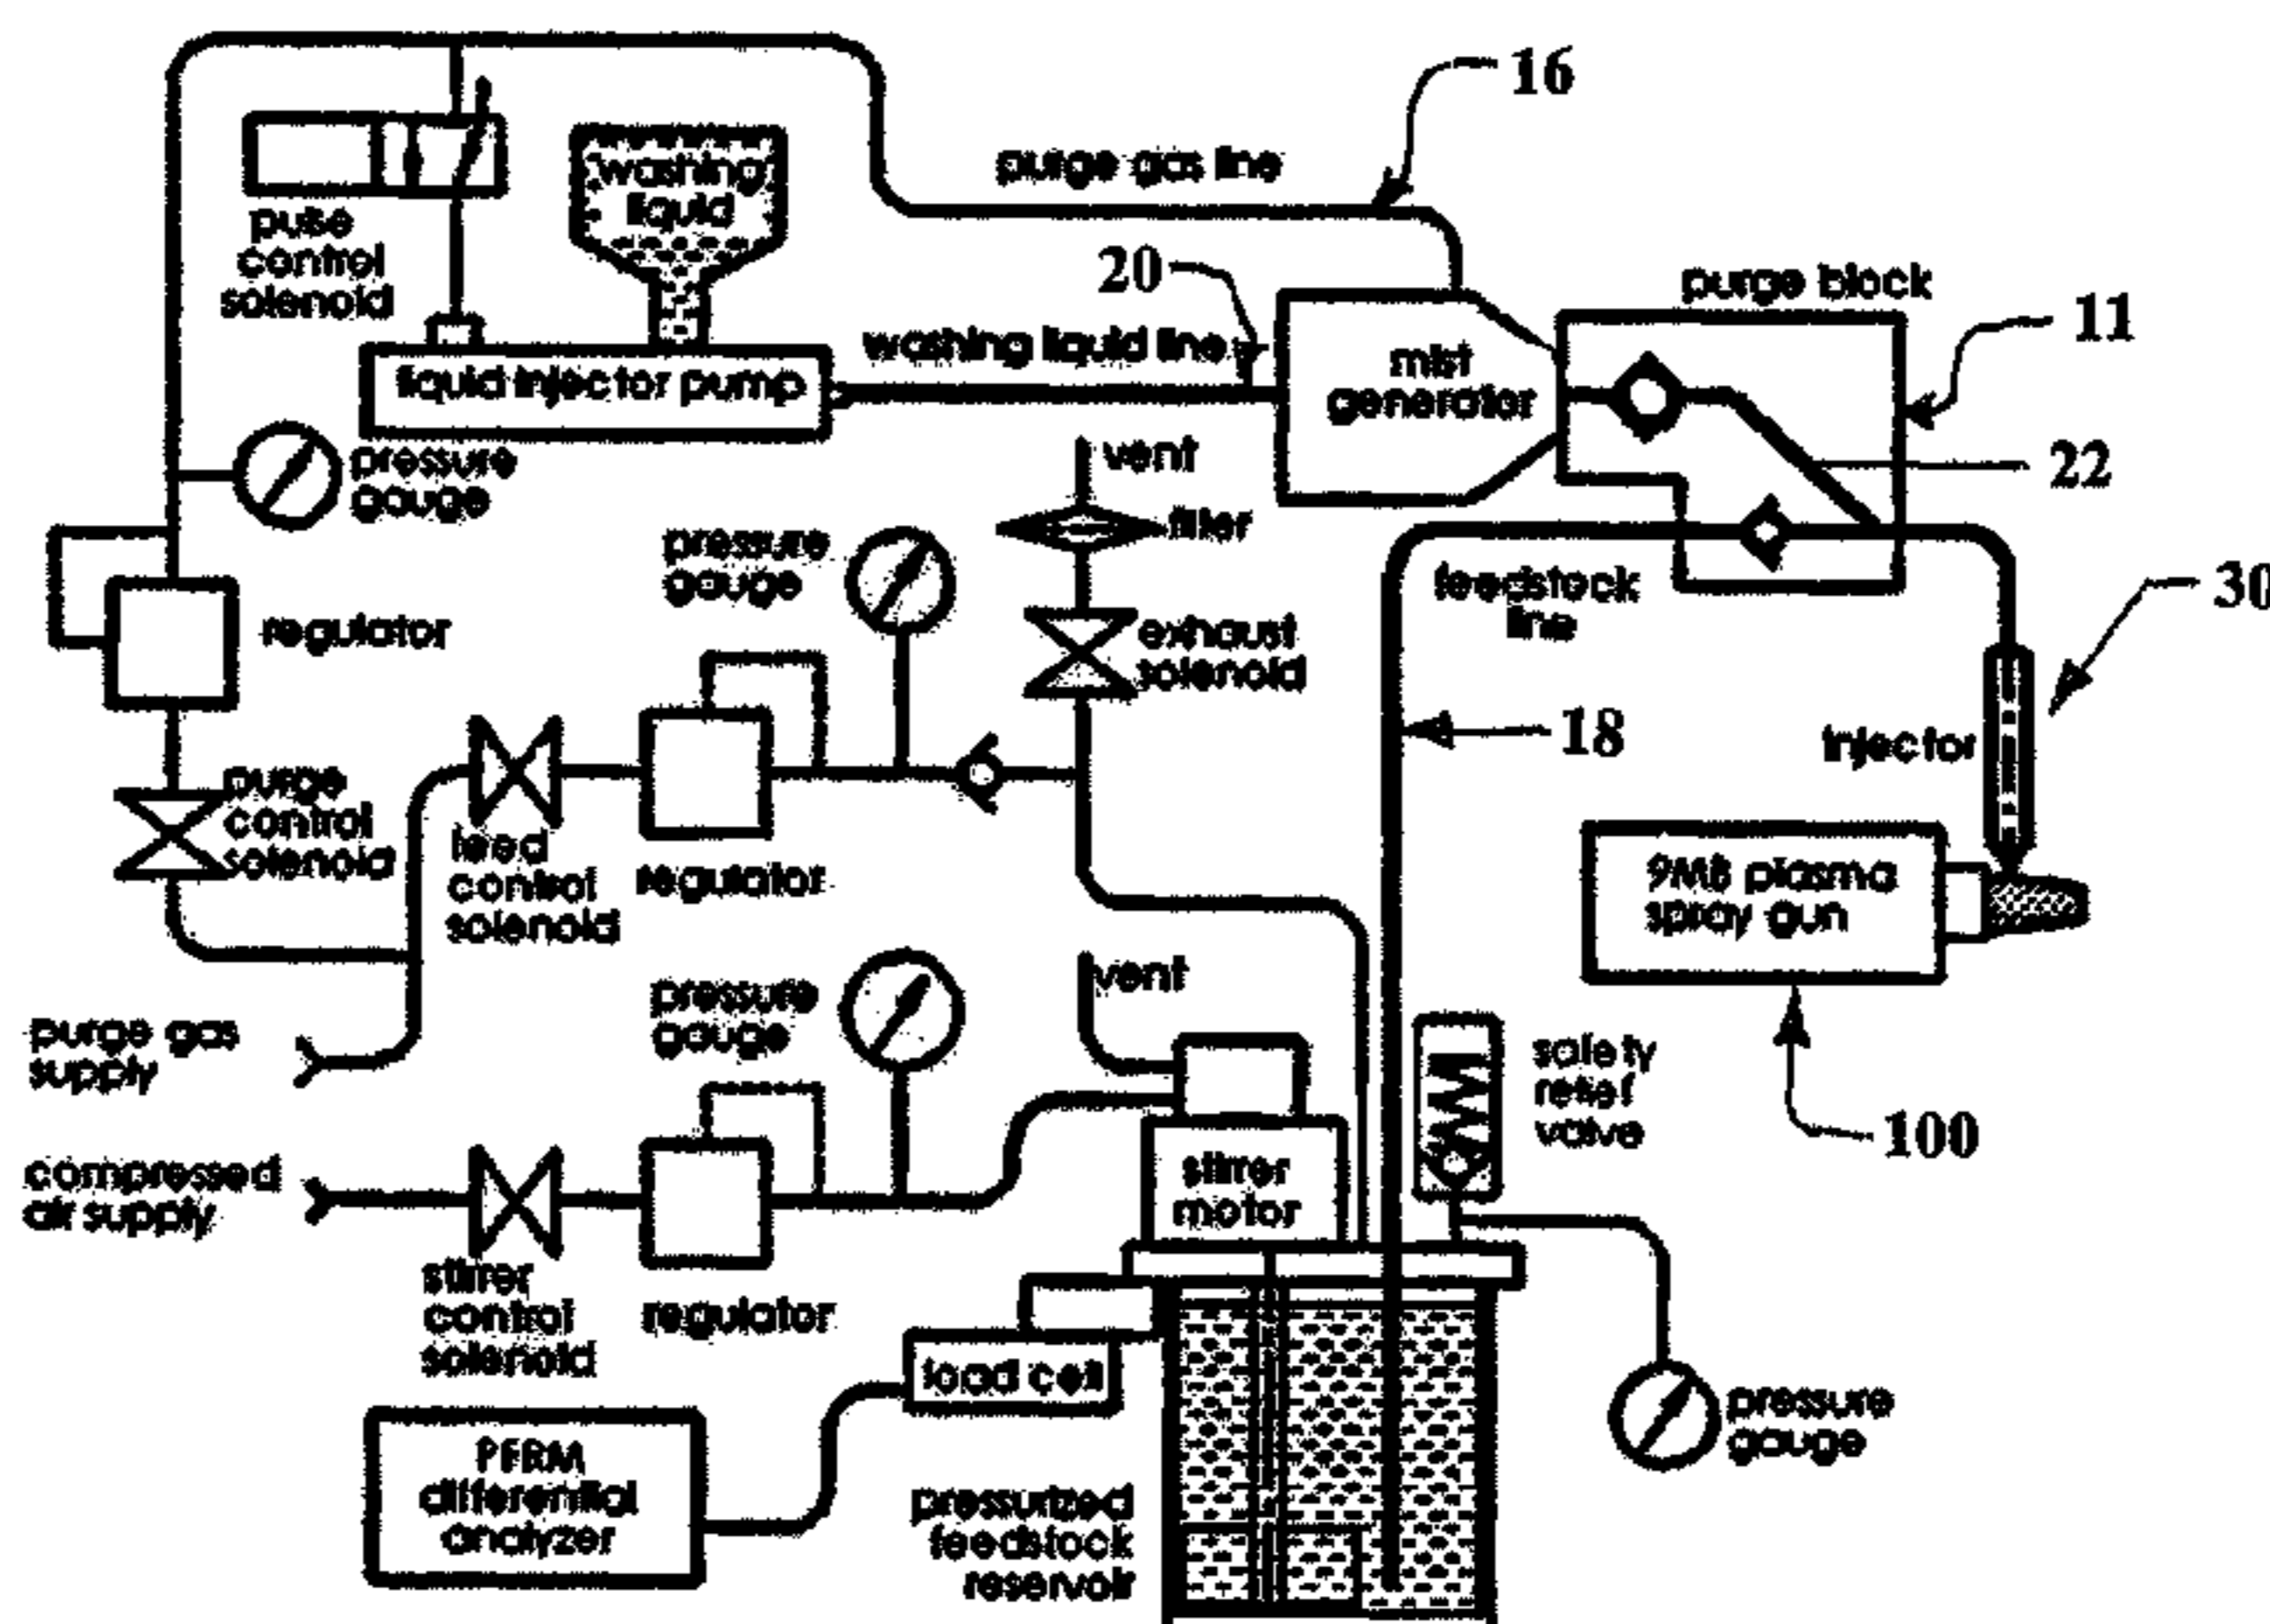 16
purge gas line
washing
liquid
puse
control
solenoid
20
purge block
11
washing liquid line
mist
generator
liquid injector pump
22
vent
pressure
gauge
filter
pressure
gauge
feedstock
line
30
exhaust
solenoid
regulator
18
injector
purge
control
solenoid
feed
control
solenoid
regulator
9MB plasma
spray gun
vent
pressure
gauge
purge gas
supply
safety
relief
valve
100
compressed
air supply
stirrer
motor
stirrer
control
solenoid
regulator
load cell
pressure
gauge
PFRM
differential
analyzer
pressurized
feedstock
reservoir